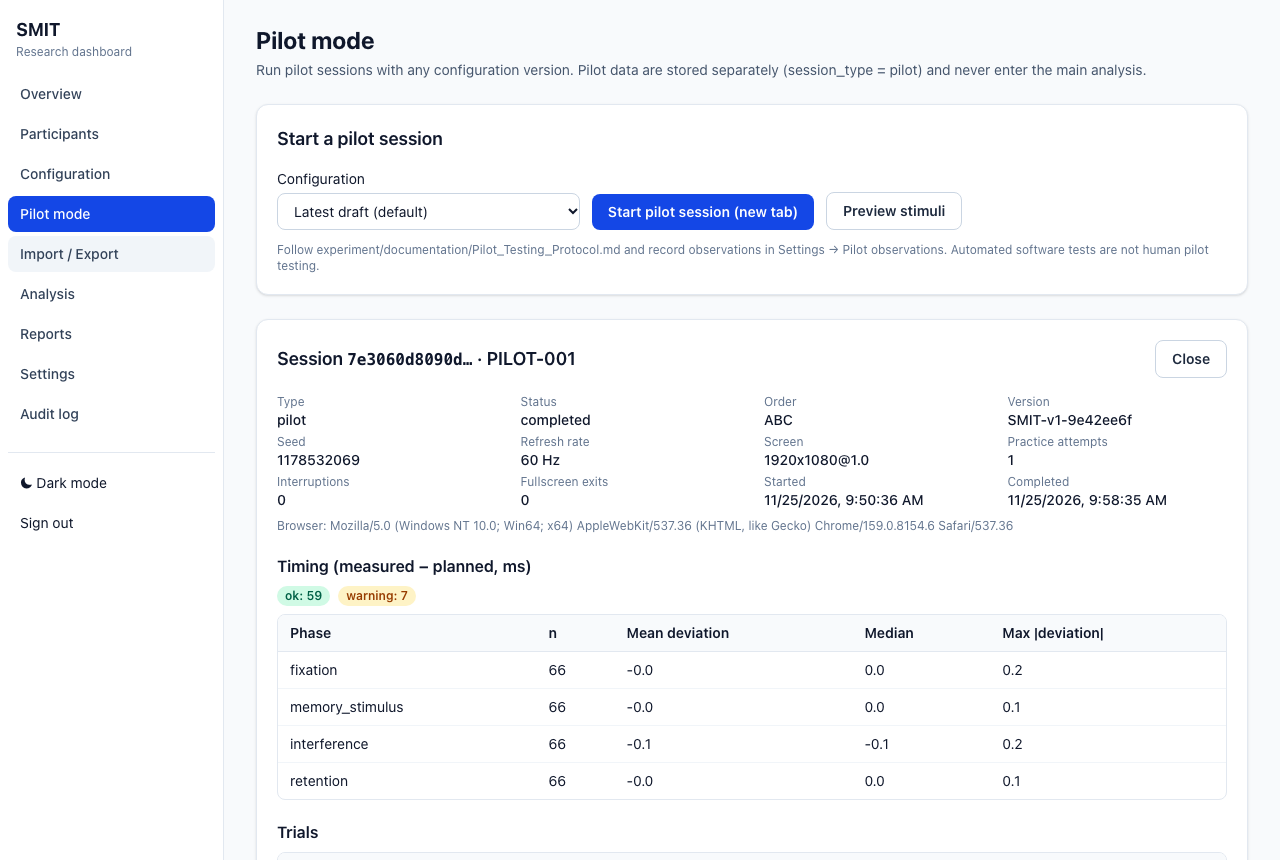 SMIT
Research dashboard
Overview
Participants
Configuration
Pilot mode
Import / Export
Analysis
Reports
Settings
Audit log
Dark mode
Sign out
Pilot mode
Run pilot sessions with any configuration version. Pilot data are stored separately (session_type = pilot) and never enter the main analysis.
Start a pilot session
Configuration
Latest draft (default)
Start pilot session (new tab)
Preview stimuli
Follow experiment/documentation/Pilot_Testing_Protocol.md and record observations in Settings → Pilot observations. Automated software tests are not human pilot
testing.
Session 7e3060d8090d… · PILOT-001
Close
Type Status Order Version
pilot completed ABC SMIT-v1-9e42ee6f
Seed Refresh rate Screen Practice attempts
1178532069 60 Hz 1920x1080@1.0 1
Interruptions Fullscreen exits Started Completed
0 0 11/25/2026, 9:50:36 AM 11/25/2026, 9:58:35 AM
Browser: Mozilla/5.0 (Windows NT 10.0; Win64; x64) AppleWebKit/537.36 (KHTML, like Gecko) Chrome/159.0.8154.6 Safari/537.36
Timing (measured − planned, ms)
ok: 59 warning: 7
Phase n Mean deviation Median Max |deviation|
fixation 66 -0.0 0.0 0.2
memory_stimulus 66 -0.0 0.0 0.1
interference 66 -0.1 -0.1 0.2
retention 66 -0.0 0.0 0.1
Trials